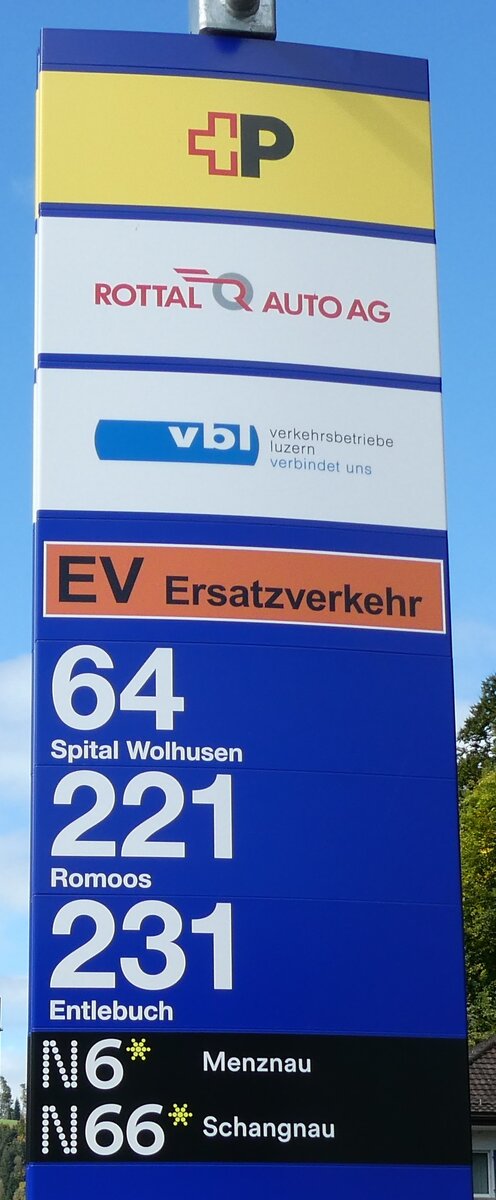 P
ROTTAL R AUTO AG
vbl verkehrsbetriebe
luzern
verbindet uns
EV Ersatzverkehr
64
Spital Wolhusen
221
Romoos
231
Entlebuch
N6* Menznau
N66* Schangnau